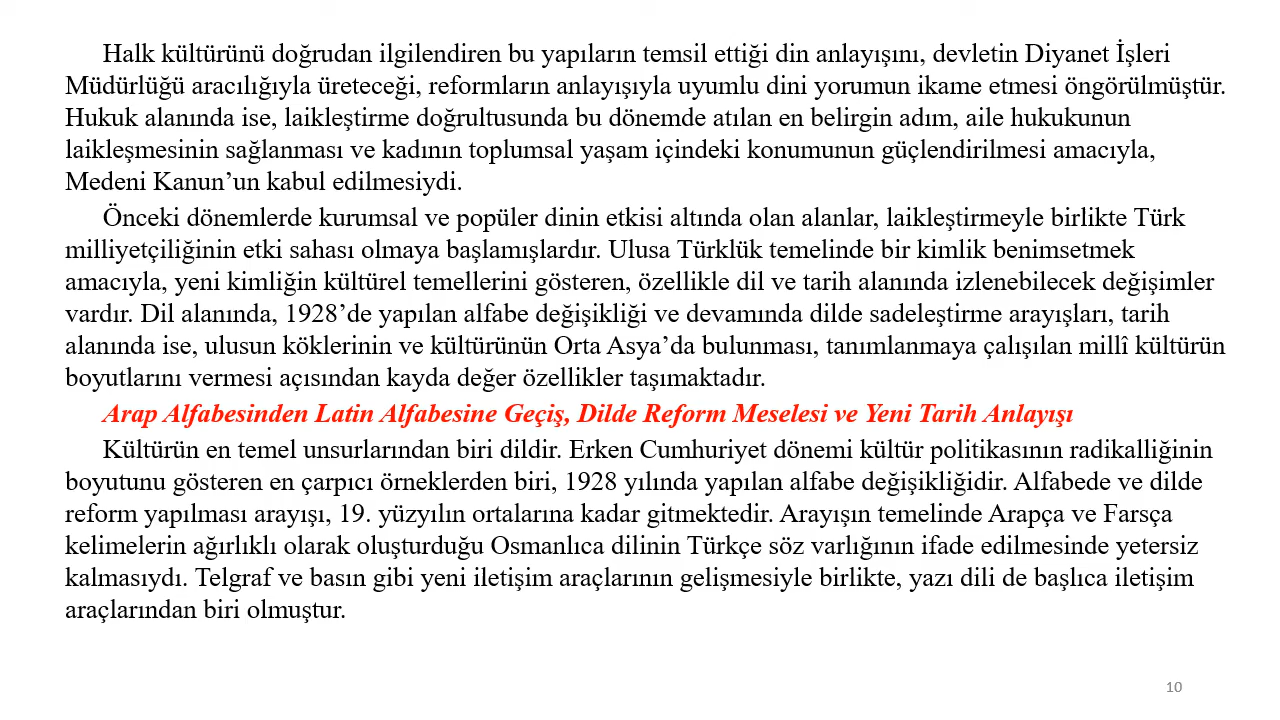 Halk kültürünü doğrudan ilgilendiren bu yapıların temsil ettiği din anlayışını, devletin Diyanet İşleri
Müdürlüğü aracılığıyla üreteceği, reformların anlayışıyla uyumlu dini yorumun ikame etmesi öngörülmüştür.
Hukuk alanında ise, laikleştirme doğrultusunda bu dönemde atılan en belirgin adım, aile hukukunun
laikleşmesinin sağlanması ve kadının toplumsal yaşam içindeki konumunun güçlendirilmesi amacıyla,
Medeni Kanun’un kabul edilmesiydi.
Önceki dönemlerde kurumsal ve popüler dinin etkisi altında olan alanlar, laikleştirmeyle birlikte Türk
milliyetçiliğinin etki sahası olmaya başlamışlardır. Ulusa Türklük temelinde bir kimlik benimsetmek
amacıyla, yeni kimliğin kültürel temellerini gösteren, özellikle dil ve tarih alanında izlenebilecek değişimler
vardır. Dil alanında, 1928’de yapılan alfabe değişikliği ve devamında dilde sadeleştirme arayışları, tarih
alanında ise, ulusun köklerinin ve kültürünün Orta Asya’da bulunması, tanımlanmaya çalışılan millî kültürün
boyutlarını vermesi açısından kayda değer özellikler taşımaktadır.
Arap Alfabesinden Latin Alfabesine Geçiş, Dilde Reform Meselesi ve Yeni Tarih Anlayışı
Kültürün en temel unsurlarından biri dildir. Erken Cumhuriyet dönemi kültür politikasının radikalliğinin
boyutunu gösteren en çarpıcı örneklerden biri, 1928 yılında yapılan alfabe değişikliğidir. Alfabede ve dilde
reform yapılması arayışı, 19. yüzyılın ortalarına kadar gitmektedir. Arayışın temelinde Arapça ve Farsça
kelimelerin ağırlıklı olarak oluşturduğu Osmanlıca dilinin Türkçe söz varlığının ifade edilmesinde yetersiz
kalmasıydı. Telgraf ve basın gibi yeni iletişim araçlarının gelişmesiyle birlikte, yazı dili de başlıca iletişim
araçlarından biri olmuştur.
10